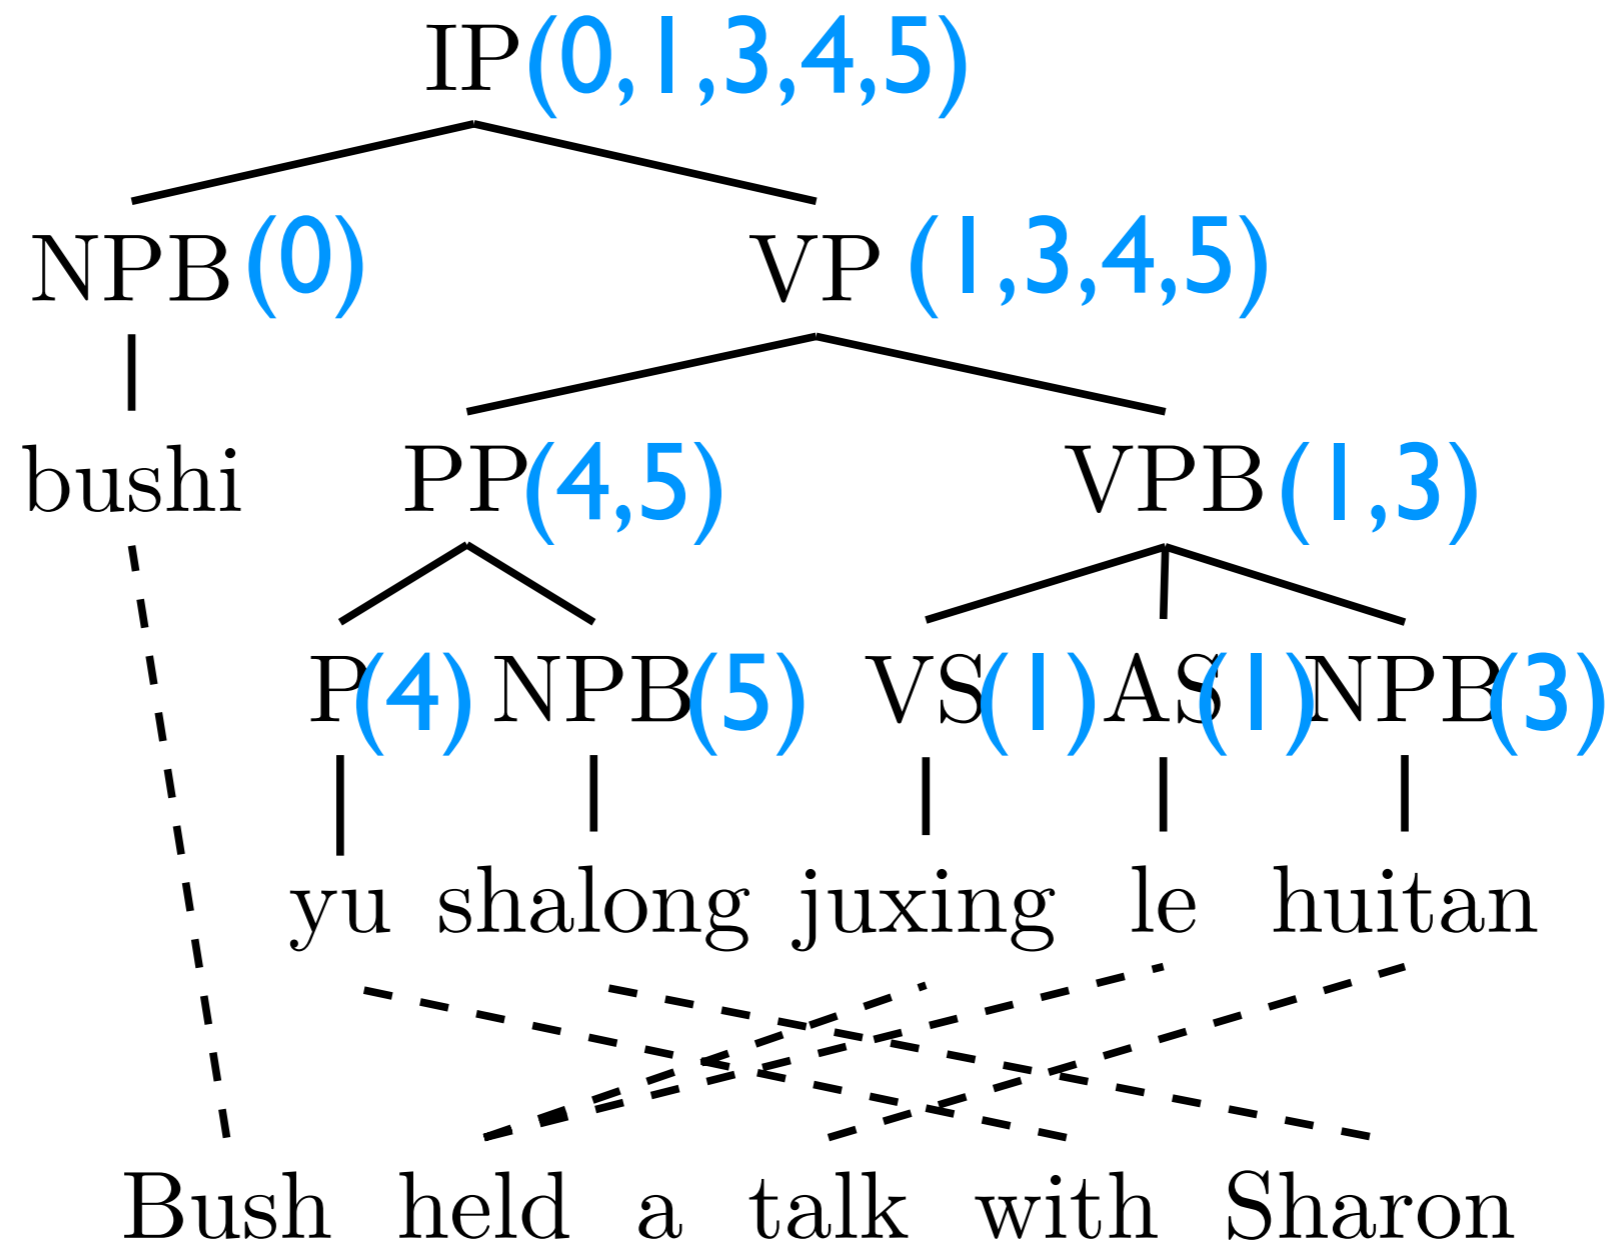 IP(0,1,3,4,5)
NPB(0) VP (1,3,4,5)
bushi PP(4,5) VPB (1,3)
P(4) NPB(5) VS(1) AS(1) NPB(3)
yu shalong juxing le huitan
Bush held a talk with Sharon